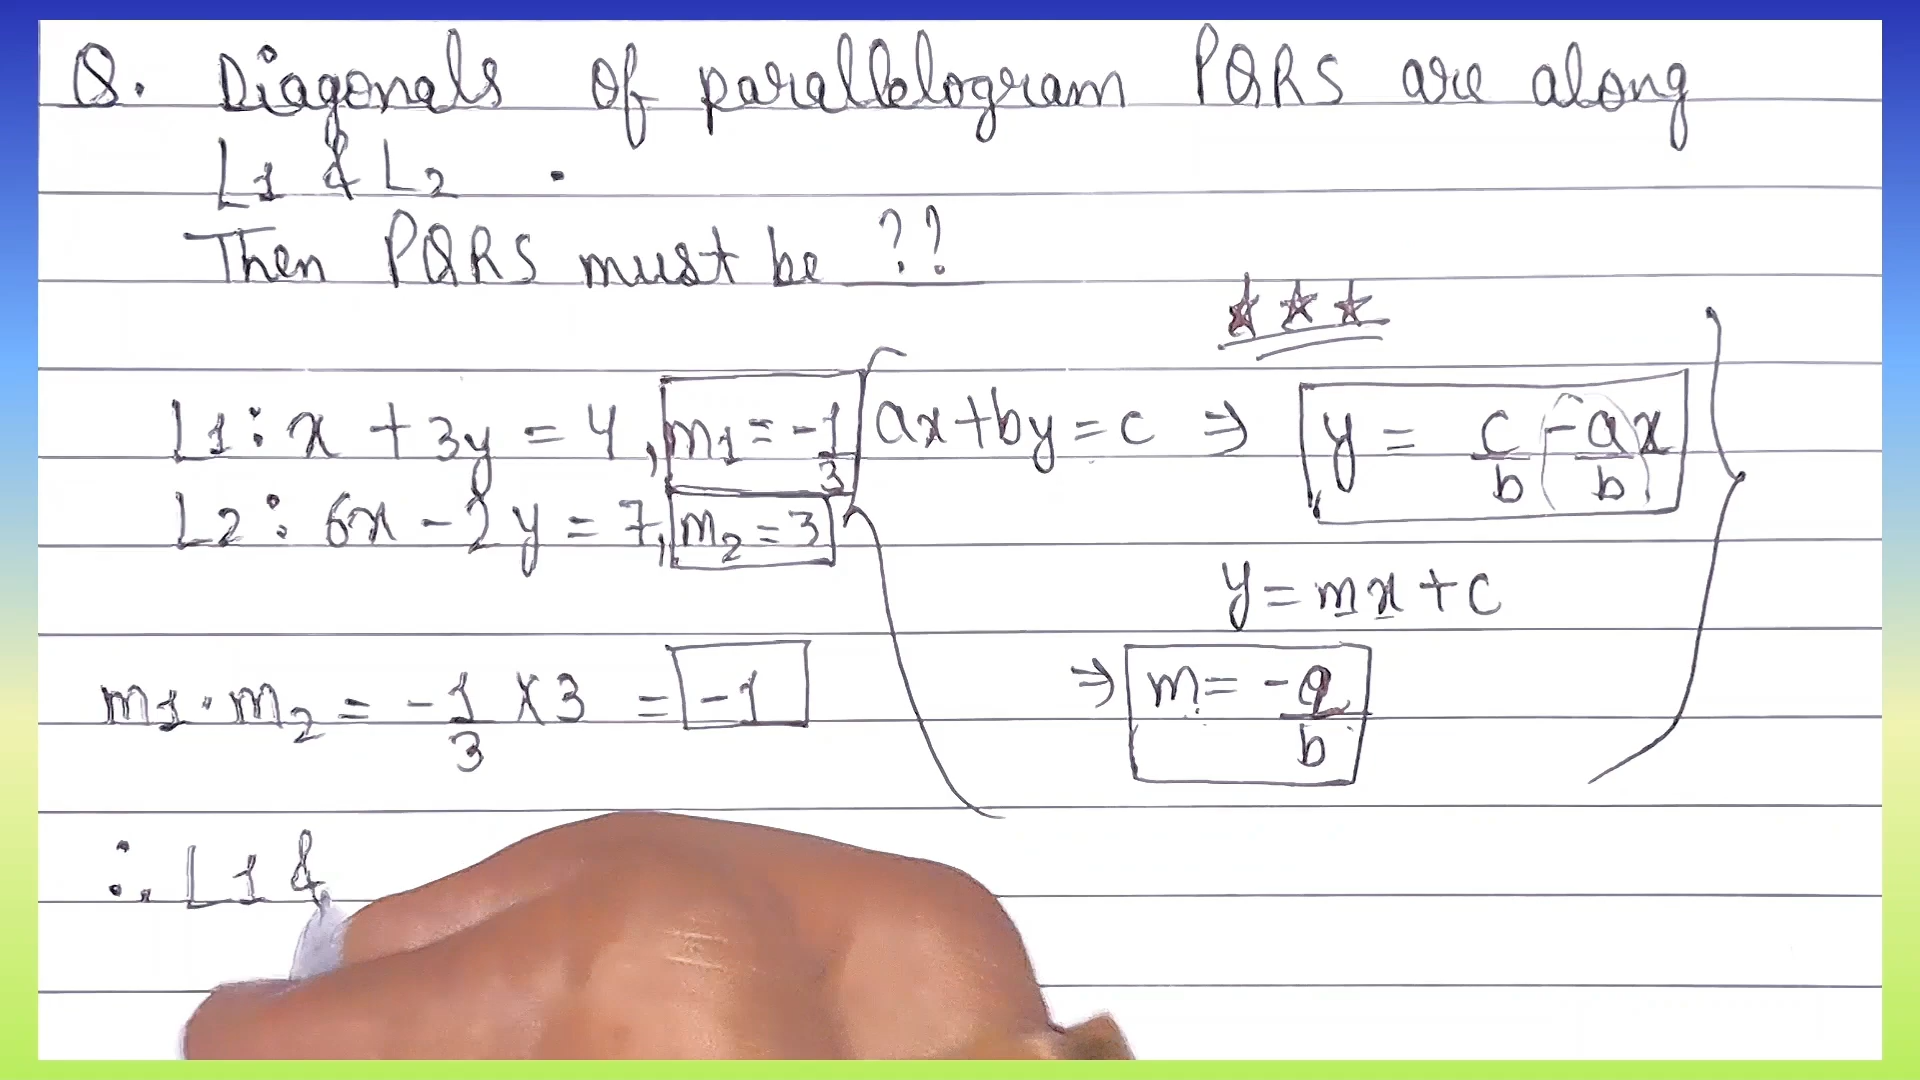 Q. Diagonals of parallelogram PQRS are along
L1 & L2 .
Then PQRS must be ??
L1: x + 3y = 4, m1 = -1/3
L2: 6x - 2y = 7, m2 = 3
ax+by=c ⇒ y = c/b - a/b x
y = mx + c
⇒ m = -a/b
m1 · m2 = -1/3 × 3 = -1
∴ L1 &